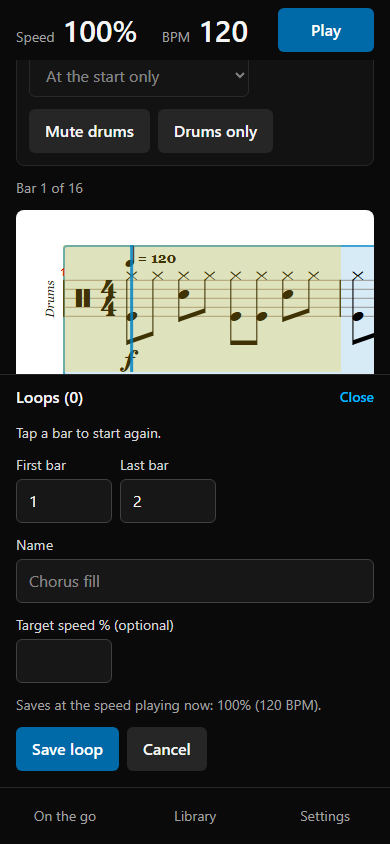 Speed 100% BPM 120 Play
At the start only
Mute drums Drums only
Bar 1 of 16
= 120
Drums
4
4
f
Loops (0) Close
Tap a bar to start again.
First bar Last bar
1 2
Name
Chorus fill
Target speed % (optional)
Saves at the speed playing now: 100% (120 BPM).
Save loop Cancel
On the go Library Settings